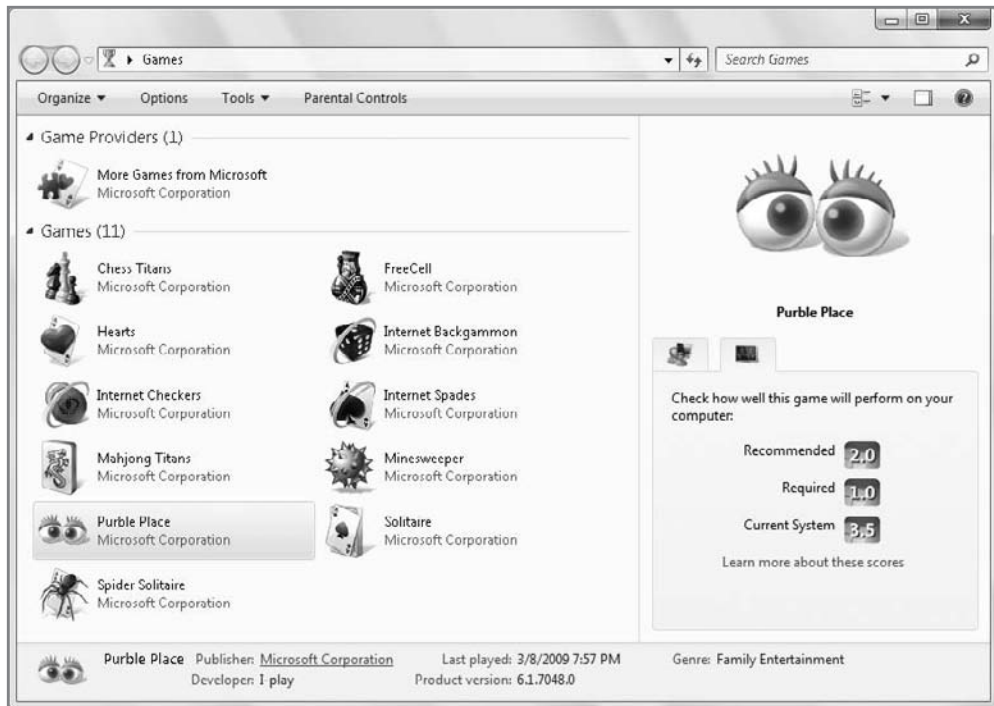 Games
Search Games
Organize Options Tools Parental Controls
Game Providers (1)
More Games from Microsoft
Microsoft Corporation
Games (11)
Chess Titans
Microsoft Corporation
FreeCell
Microsoft Corporation
Hearts
Microsoft Corporation
Internet Backgammon
Microsoft Corporation
Internet Checkers
Microsoft Corporation
Internet Spades
Microsoft Corporation
Mahjong Titans
Microsoft Corporation
Minesweeper
Microsoft Corporation
Purble Place
Microsoft Corporation
Solitaire
Microsoft Corporation
Spider Solitaire
Microsoft Corporation
Purble Place
Check how well this game will perform on your
computer:
Recommended 2.0
Required 1.0
Current System 3.5
Learn more about these scores
Purble Place Publisher: Microsoft Corporation Last played: 3/8/2009 7:57 PM Genre: Family Entertainment
Developer: I-play Product version: 6.1.7048.0